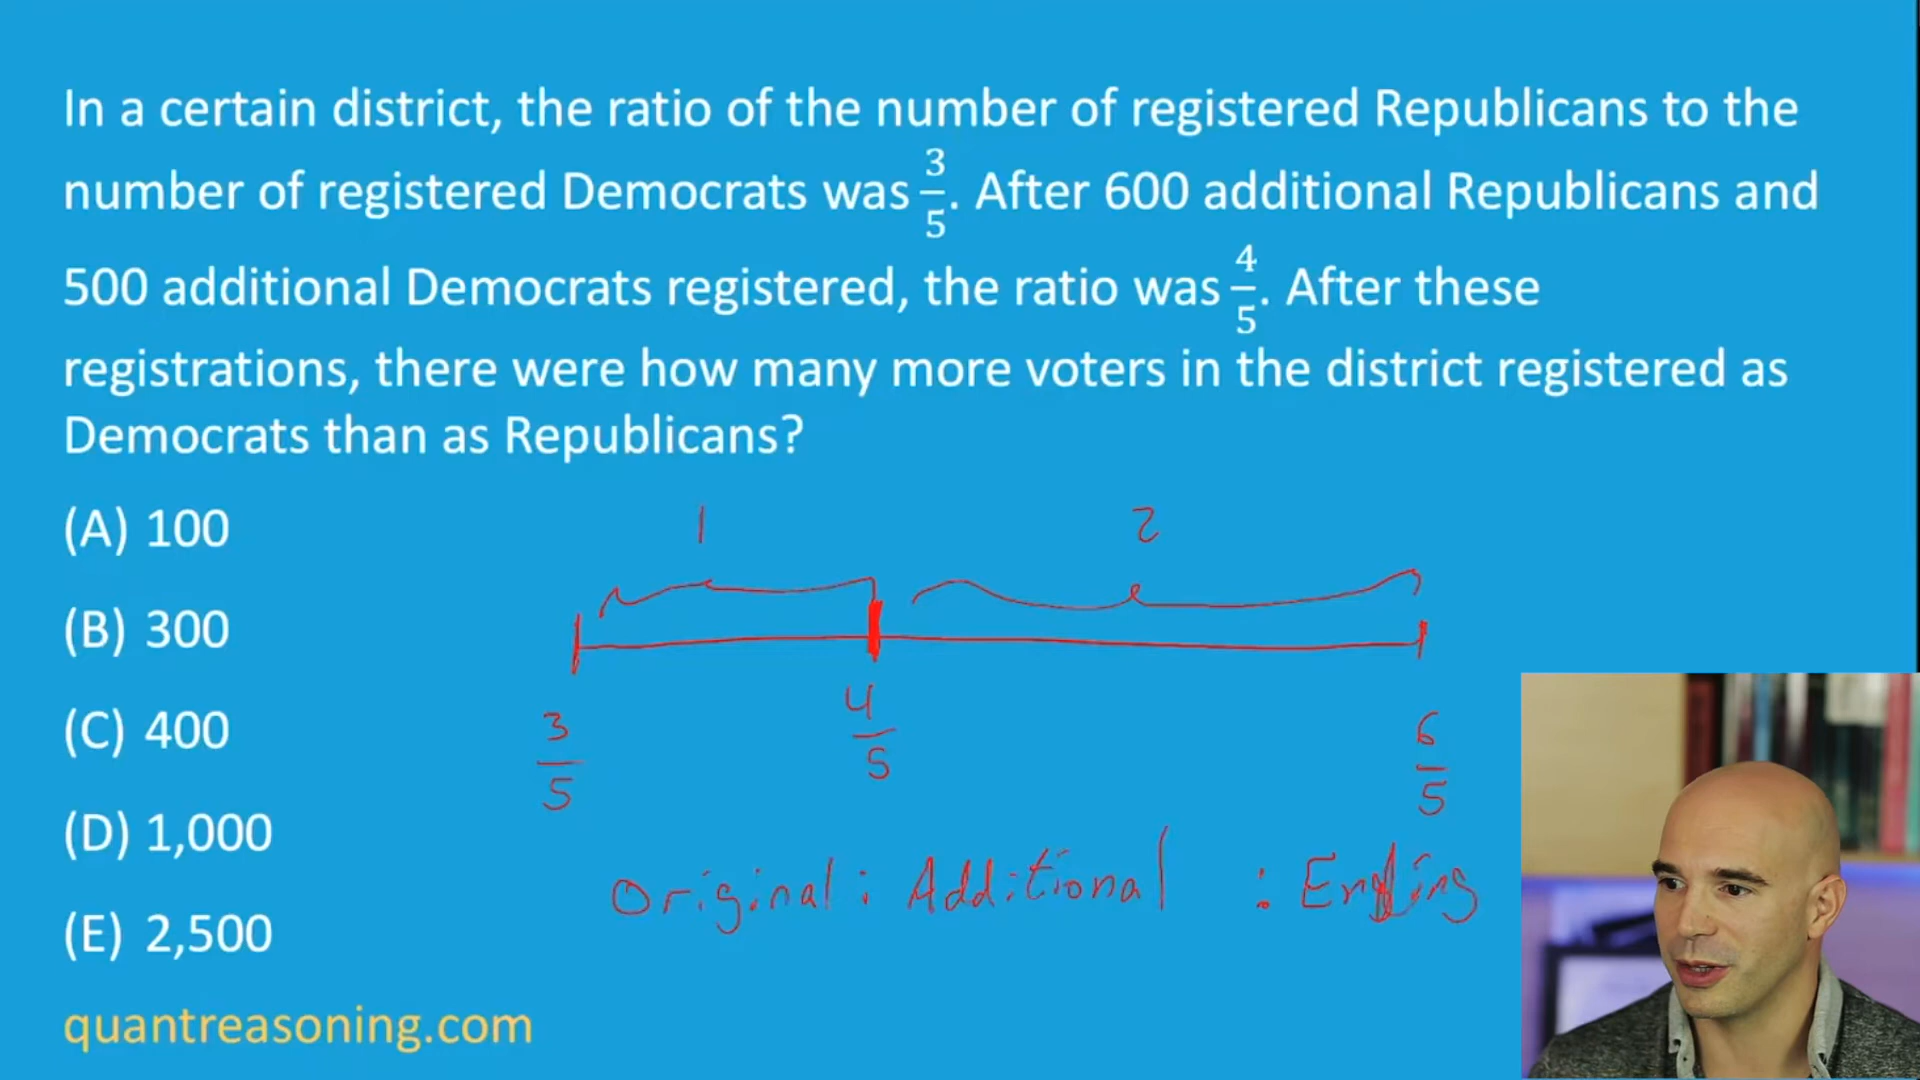 In a certain district, the ratio of the number of registered Republicans to the
number of registered Democrats was 3/5. After 600 additional Republicans and
500 additional Democrats registered, the ratio was 4/5. After these
registrations, there were how many more voters in the district registered as
Democrats than as Republicans?
(A) 100
(B) 300
(C) 400
(D) 1,000
(E) 2,500
1 2
3/5 4/5 6/5
Original : Additional : Ending
quantreasoning.com